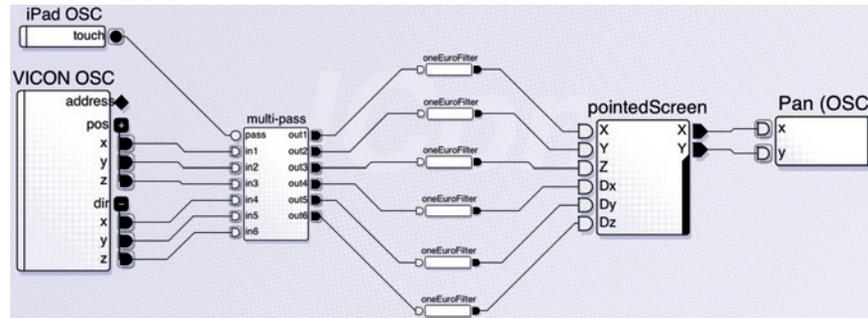 iPad OSC
touch
VICON OSC
address
pos
x
y
z
dir
x
y
z
multi-pass
pass out1
in1 out2
in2 out3
in3 out4
in4 out5
in5 out6
in6
oneEuroFilter
oneEuroFilter
oneEuroFilter
oneEuroFilter
oneEuroFilter
oneEuroFilter
pointedScreen
X X
Y Y
Z
Dx
Dy
Dz
Pan (OSC
x
y